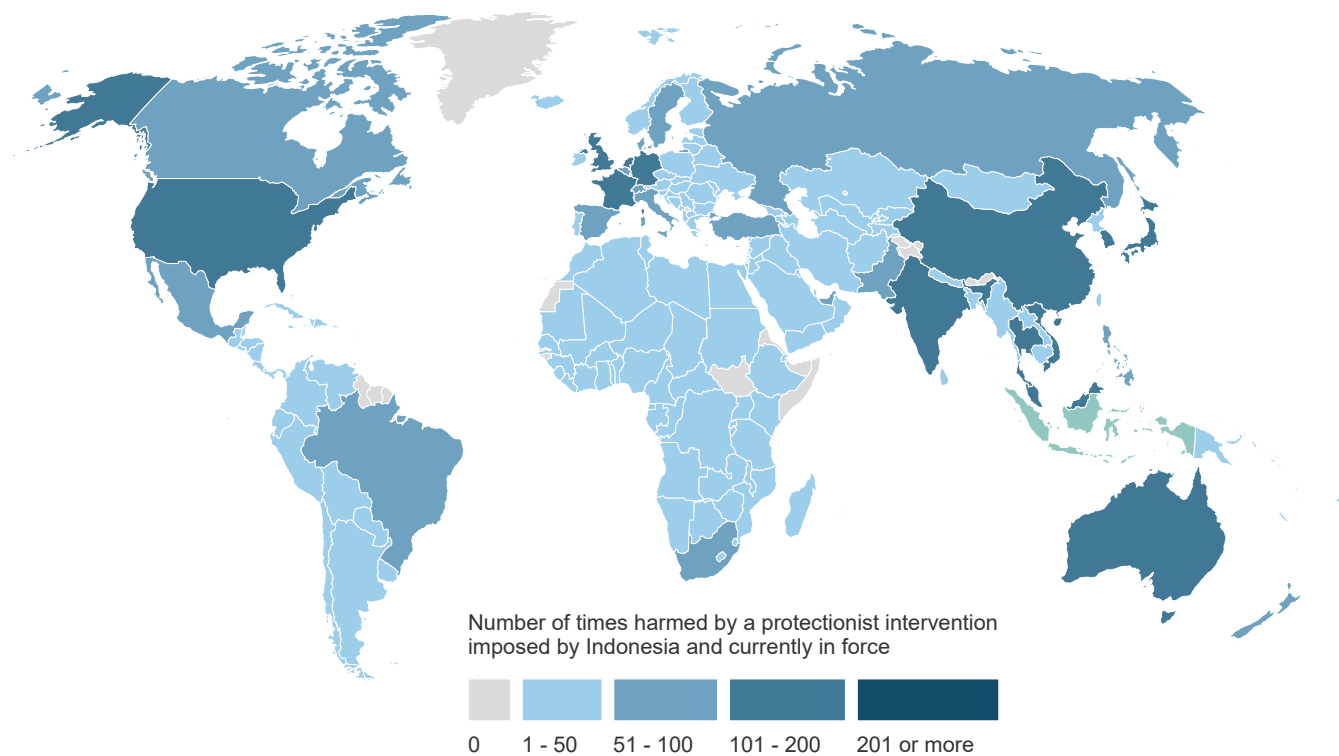 Number of times harmed by a protectionist intervention
imposed by Indonesia and currently in force
0 1 - 50 51 - 100 101 - 200 201 or more